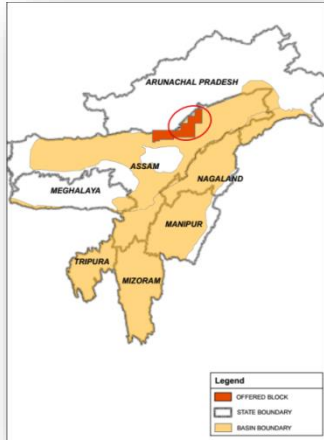 ARUNACHAL PRADESH
ASSAM
NAGALAND
MEGHALAYA
MANIPUR
TRIPURA
MIZORAM
Legend
OFFERED BLOCK
STATE BOUNDARY
BASIN BOUNDARY